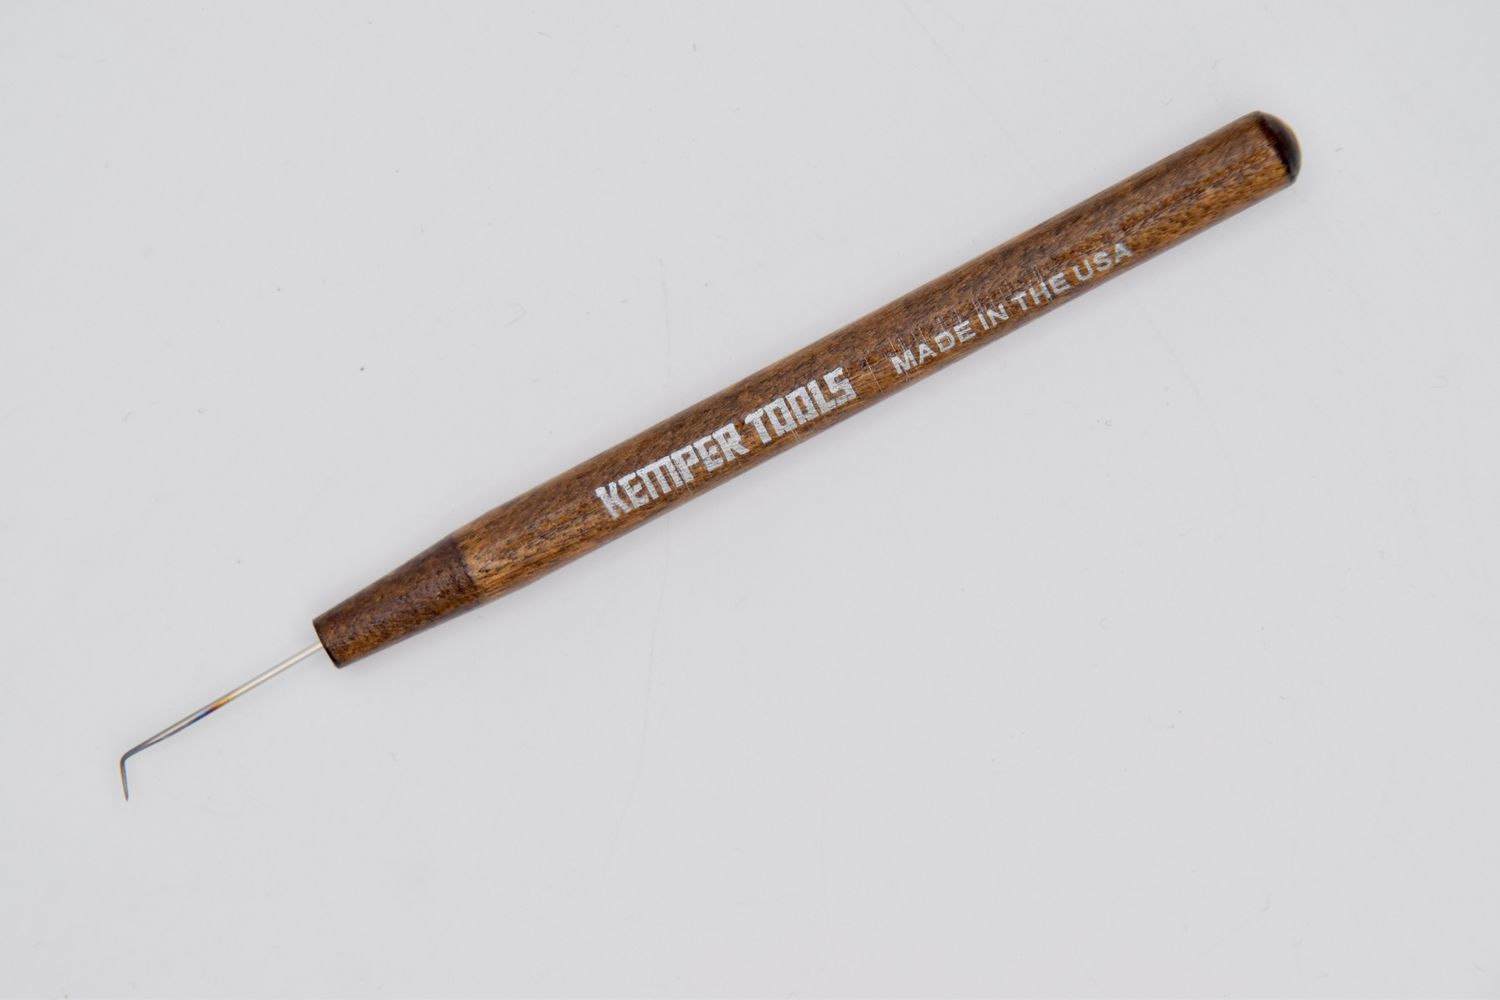 KEMPER TOOLS MADE IN THE USA